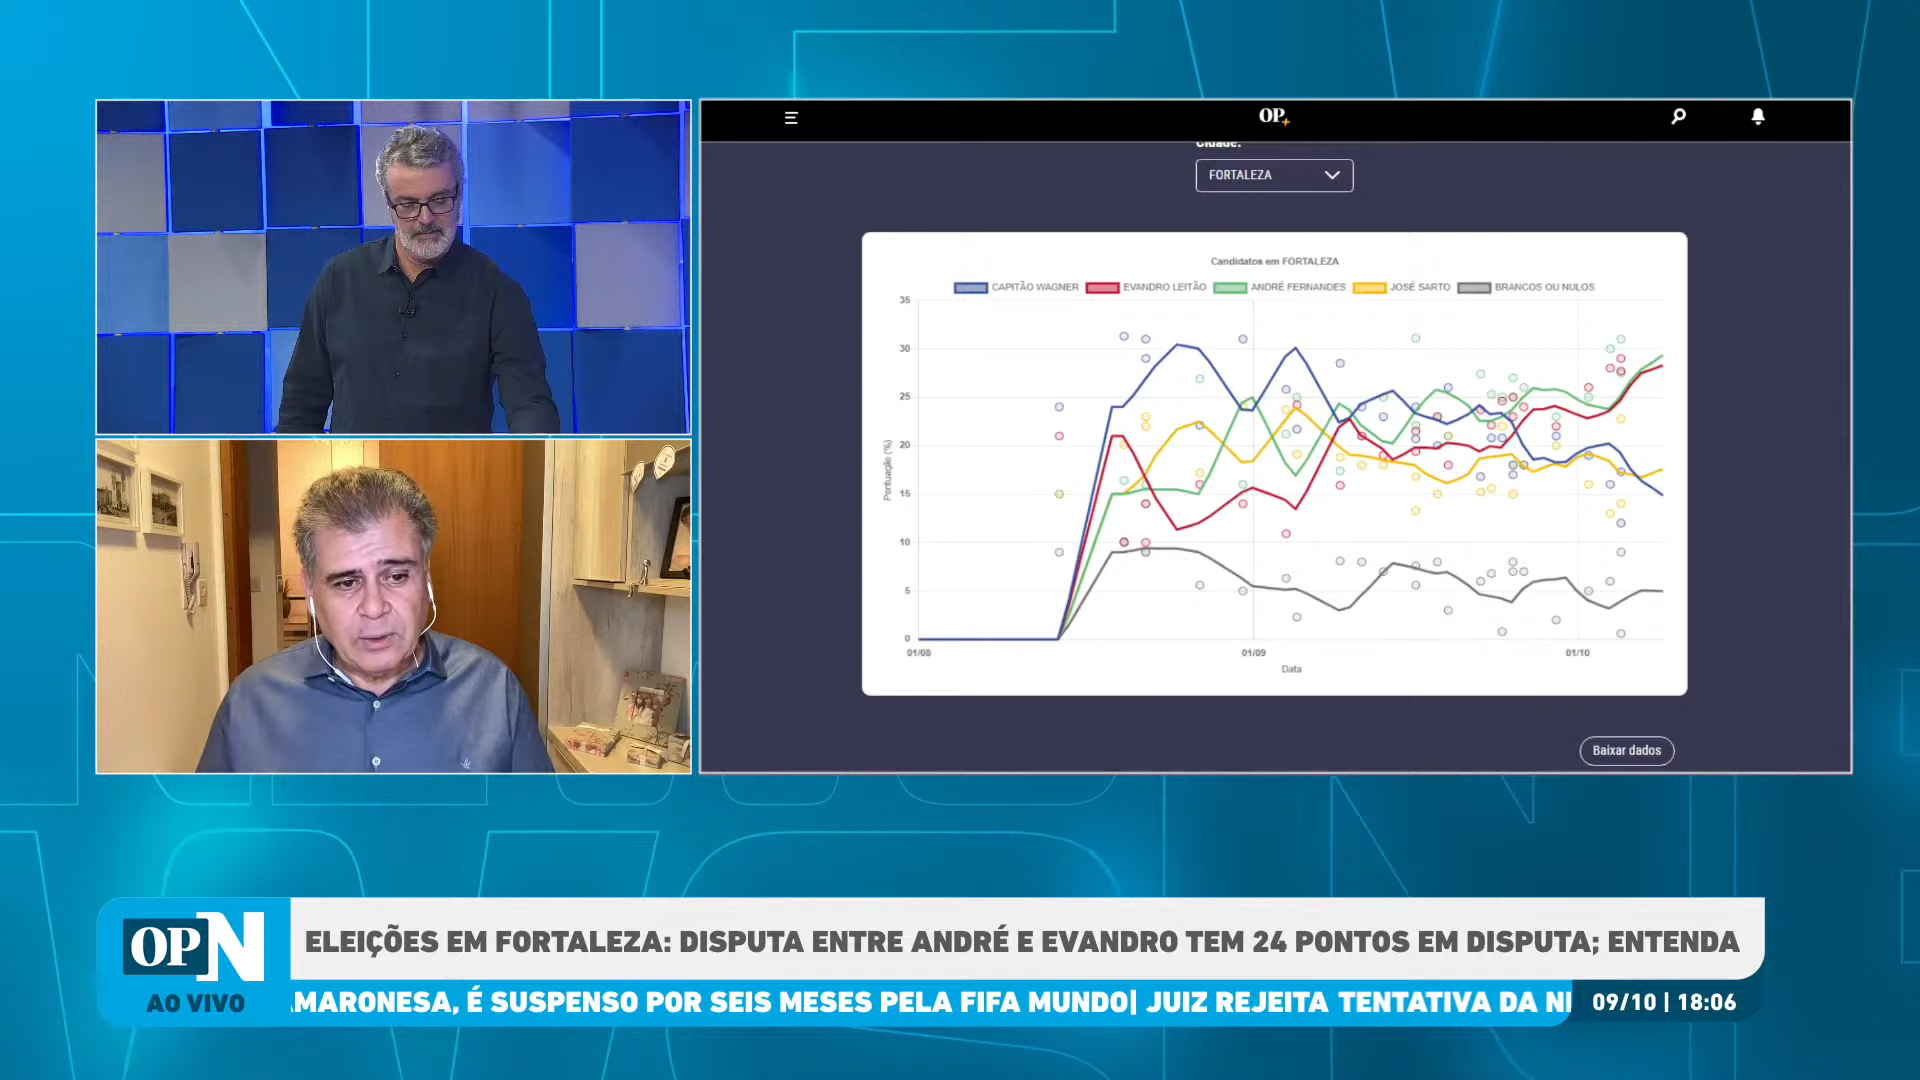 OP+
Cidade:
FORTALEZA
Candidatos em FORTALEZA
CAPITÃO WAGNER EVANDRO LEITÃO ANDRÉ FERNANDES JOSÉ SARTO BRANCOS OU NULOS
35
30
25
20
15
10
5
0
Pontuação (%)
01/08 01/09 01/10
Data
Baixar dados
OPN
AO VIVO
ELEIÇÕES EM FORTALEZA: DISPUTA ENTRE ANDRÉ E EVANDRO TEM 24 PONTOS EM DISPUTA; ENTENDA
AMARONESA, É SUSPENSO POR SEIS MESES PELA FIFA MUNDO| JUIZ REJEITA TENTATIVA DA
09/10 | 18:06